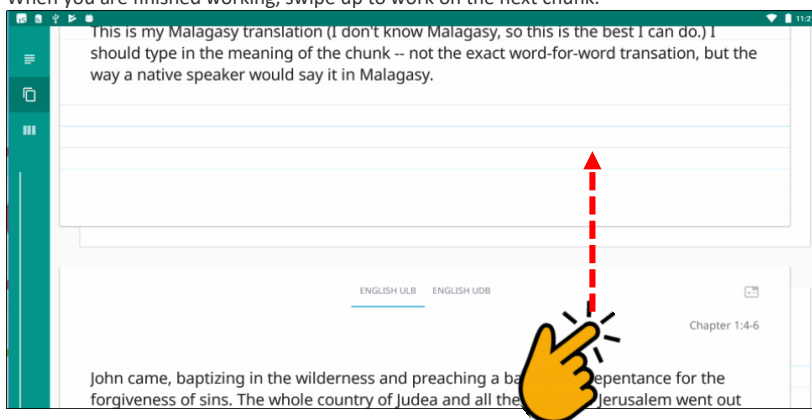 When you are finished working, swipe up to work on the next chunk.
11:2
This is my Malagasy translation (I don't know Malagasy, so this is the best I can do.) I
should type in the meaning of the chunk -- not the exact word-for-word transation, but the
way a native speaker would say it in Malagasy.
ENGLISH ULB ENGLISH UDB
Chapter 1:4-6
John came, baptizing in the wilderness and preaching a ba epentance for the
forgiveness of sins. The whole country of Judea and all the Jerusalem went out